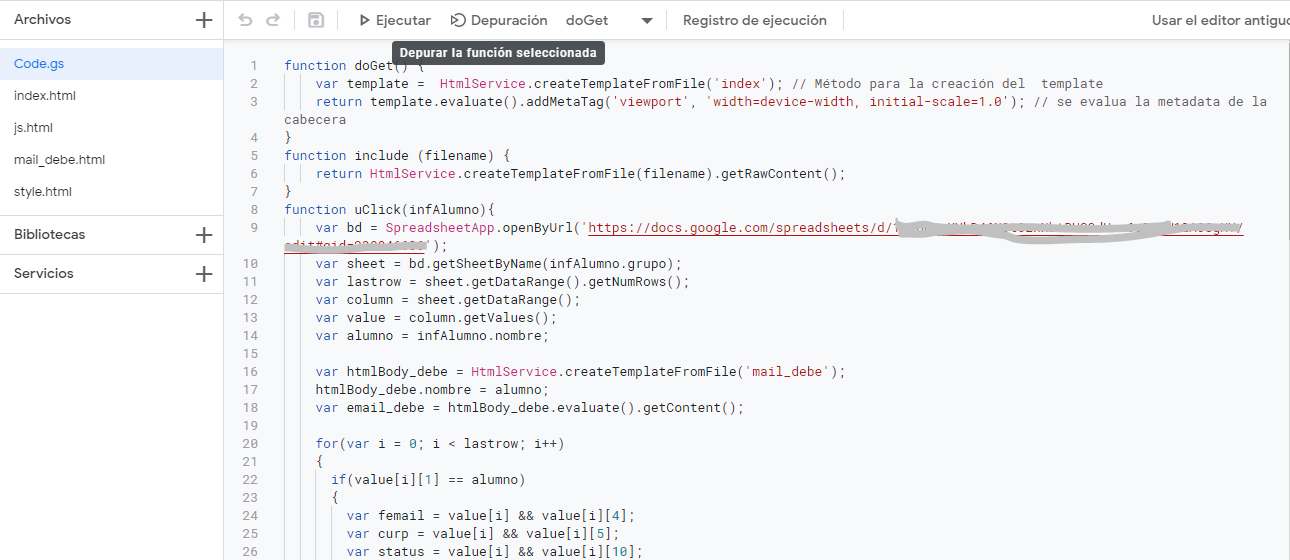 Archivos
Ejecutar Depuración doGet Registro de ejecución Usar el editor antiguo
Depurar la función seleccionada
Code.gs
index.html
js.html
mail_debe.html
style.html
Bibliotecas
Servicios
1 function doGet() {
2 var template = HtmlService.createTemplateFromFile('index'); // Método para la creación del template
3 return template.evaluate().addMetaTag('viewport', 'width=device-width, initial-scale=1.0'); // se evalua la metadata de la
cabecera
4 }
5 function include (filename) {
6 return HtmlService.createTemplateFromFile(filename).getRawContent();
7 }
8 function uClick(infAlumno){
9 var bd = SpreadsheetApp.openByUrl('https://docs.google.com/spreadsheets/d/
');
10 var sheet = bd.getSheetByName(infAlumno.grupo);
11 var lastrow = sheet.getDataRange().getNumRows();
12 var column = sheet.getDataRange();
13 var value = column.getValues();
14 var alumno = infAlumno.nombre;
15
16 var htmlBody_debe = HtmlService.createTemplateFromFile('mail_debe');
17 htmlBody_debe.nombre = alumno;
18 var email_debe = htmlBody_debe.evaluate().getContent();
19
20 for(var i = 0; i < lastrow; i++)
21 {
22 if(value[i][1] == alumno)
23 {
24 var femail = value[i] && value[i][4];
25 var curp = value[i] && value[i][5];
26 var status = value[i] && value[i][10];